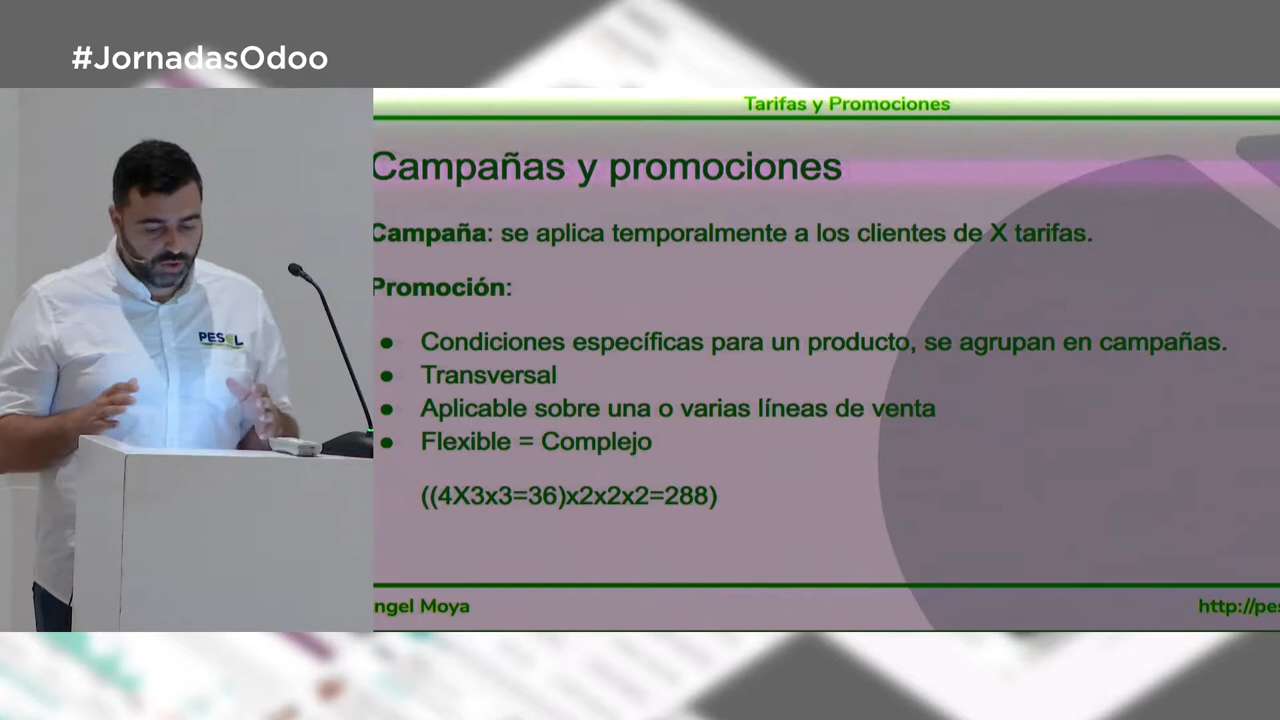 #JornadasOdoo
Tarifas y Promociones
Campañas y promociones
Campaña: se aplica temporalmente a los clientes de X tarifas.
Promoción:
● Condiciones específicas para un producto, se agrupan en campañas.
● Transversal
● Aplicable sobre una o varias líneas de venta
● Flexible = Complejo
((4X3x3=36)x2x2x2=288)
ngel Moya
http://pes
PESOL